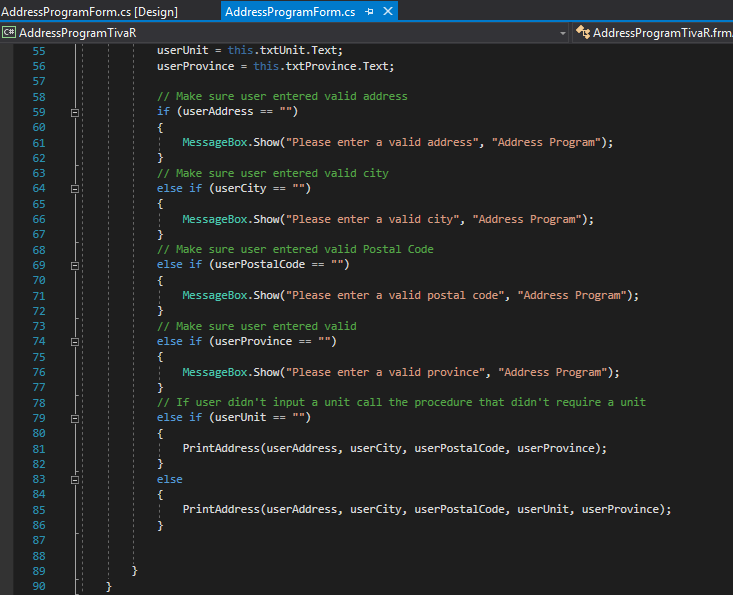 AddressProgramForm.cs [Design]
AddressProgramForm.cs
C# AddressProgramTivaR
AddressProgramTivaR.frm
55 userUnit = this.txtUnit.Text;
56 userProvince = this.txtProvince.Text;
57
58 // Make sure user entered valid address
59 if (userAddress == "")
60 {
61 MessageBox.Show("Please enter a valid address", "Address Program");
62 }
63 // Make sure user entered valid city
64 else if (userCity == "")
65 {
66 MessageBox.Show("Please enter a valid city", "Address Program");
67 }
68 // Make sure user entered valid Postal Code
69 else if (userPostalCode == "")
70 {
71 MessageBox.Show("Please enter a valid postal code", "Address Program");
72 }
73 // Make sure user entered valid
74 else if (userProvince == "")
75 {
76 MessageBox.Show("Please enter a valid province", "Address Program");
77 }
78 // If user didn't input a unit call the procedure that didn't require a unit
79 else if (userUnit == "")
80 {
81 PrintAddress(userAddress, userCity, userPostalCode, userProvince);
82 }
83 else
84 {
85 PrintAddress(userAddress, userCity, userPostalCode, userUnit, userProvince);
86 }
87
88
89 }
90 }